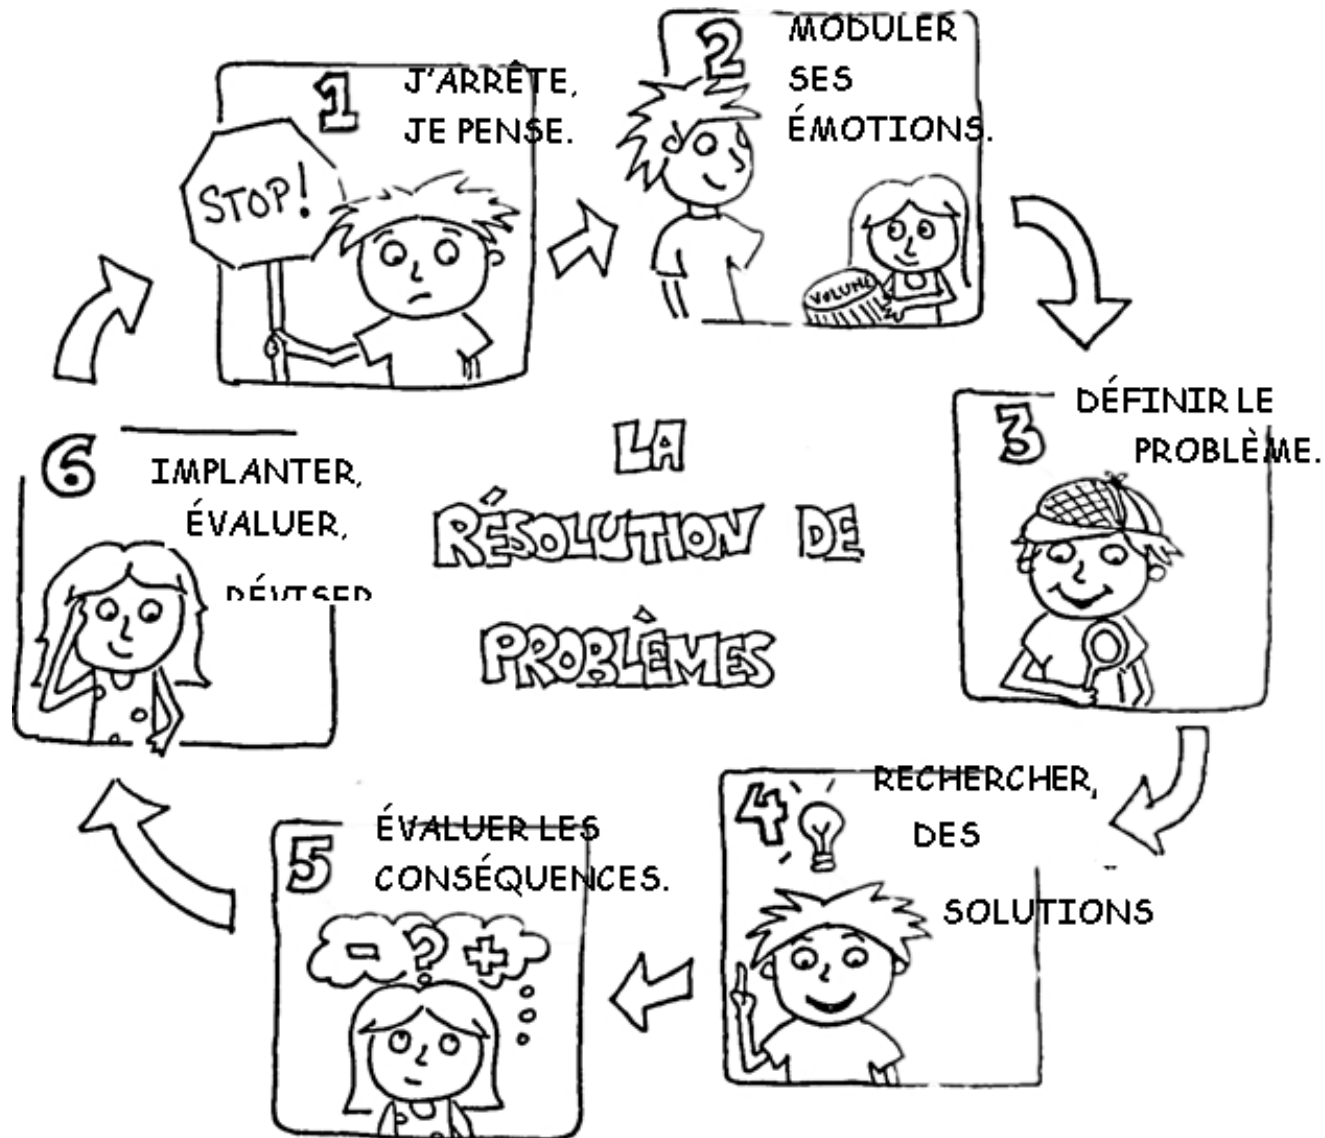 1
J'ARRÊTE,
JE PENSE.
STOP!
2
MODULER
SES
ÉMOTIONS.
VOLUME
3
DÉFINIR LE
PROBLÈME.
LA
RÉSOLUTION DE
PROBLÈMES
4
RECHERCHER,
DES
SOLUTIONS
5
ÉVALUER LES
CONSÉQUENCES.
- ? +
6
IMPLANTER,
ÉVALUER,